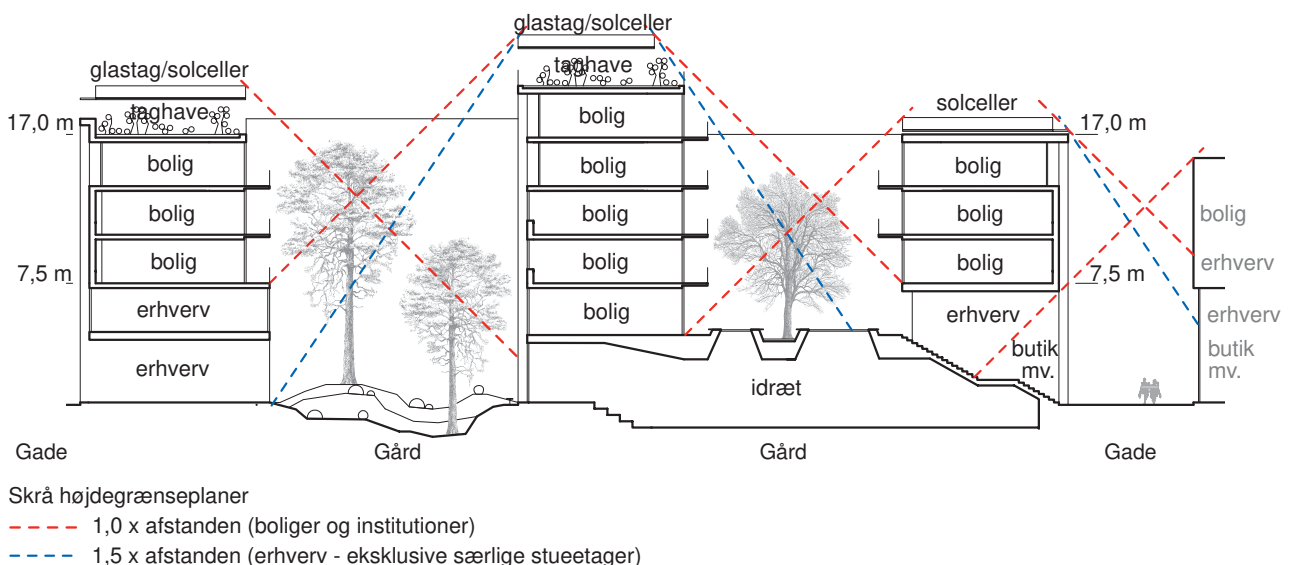 glastag/solceller
glastag/solceller
taghave
taghave
solceller
17,0 m
17,0 m
bolig
bolig
bolig
bolig
bolig
bolig
bolig
bolig
bolig
bolig
bolig
bolig
7,5 m
7,5 m
erhverv
erhverv
bolig
erhverv
erhverv
erhverv
butik
mv.
butik
mv.
idræt
Gade
Gård
Gård
Gade
Skrå højdegrænseplaner
1,0 x afstanden (boliger og institutioner)
1,5 x afstanden (erhverv - eksklusive særlige stueetager)